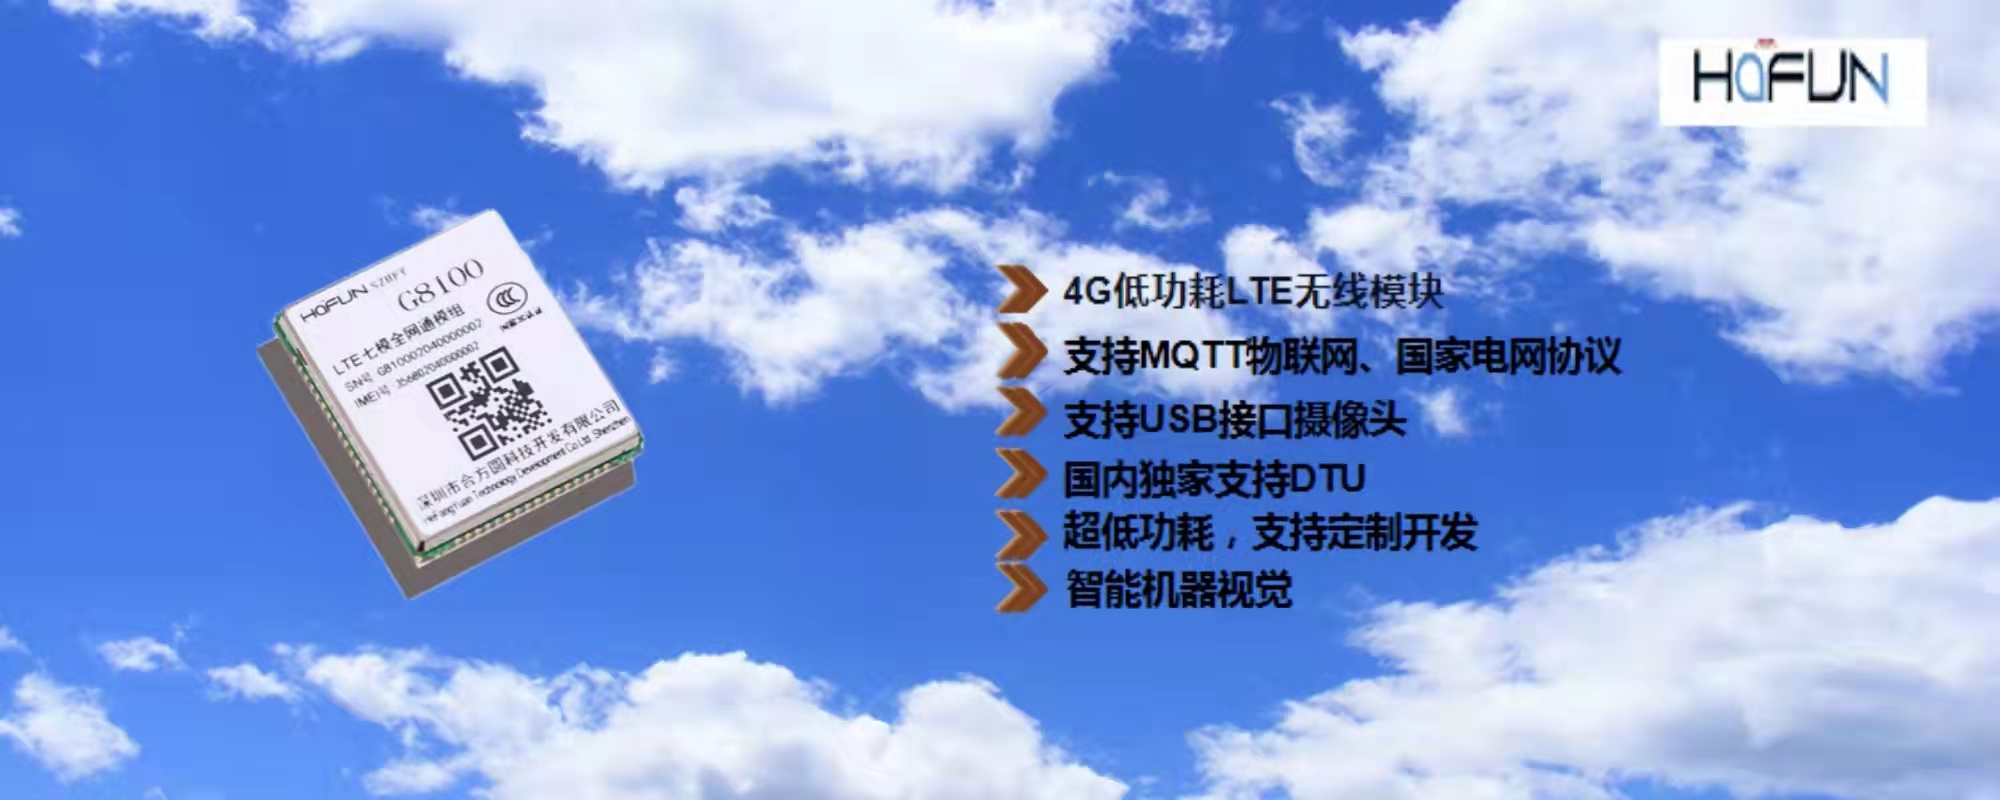 HaFUN
HaFUN SZHFY
G8100
LTE七模全网通模组
SN号 G8100020400000002
IMEI号 356802040000002
深圳市合方圆科技开发有限公司
HeFangYuan Technology Development Co.Ltd Shenzhen
4G低功耗LTE无线模块
支持MQTT物联网、国家电网协议
支持USB接口摄像头
国内独家支持DTU
超低功耗，支持定制开发
智能机器视觉